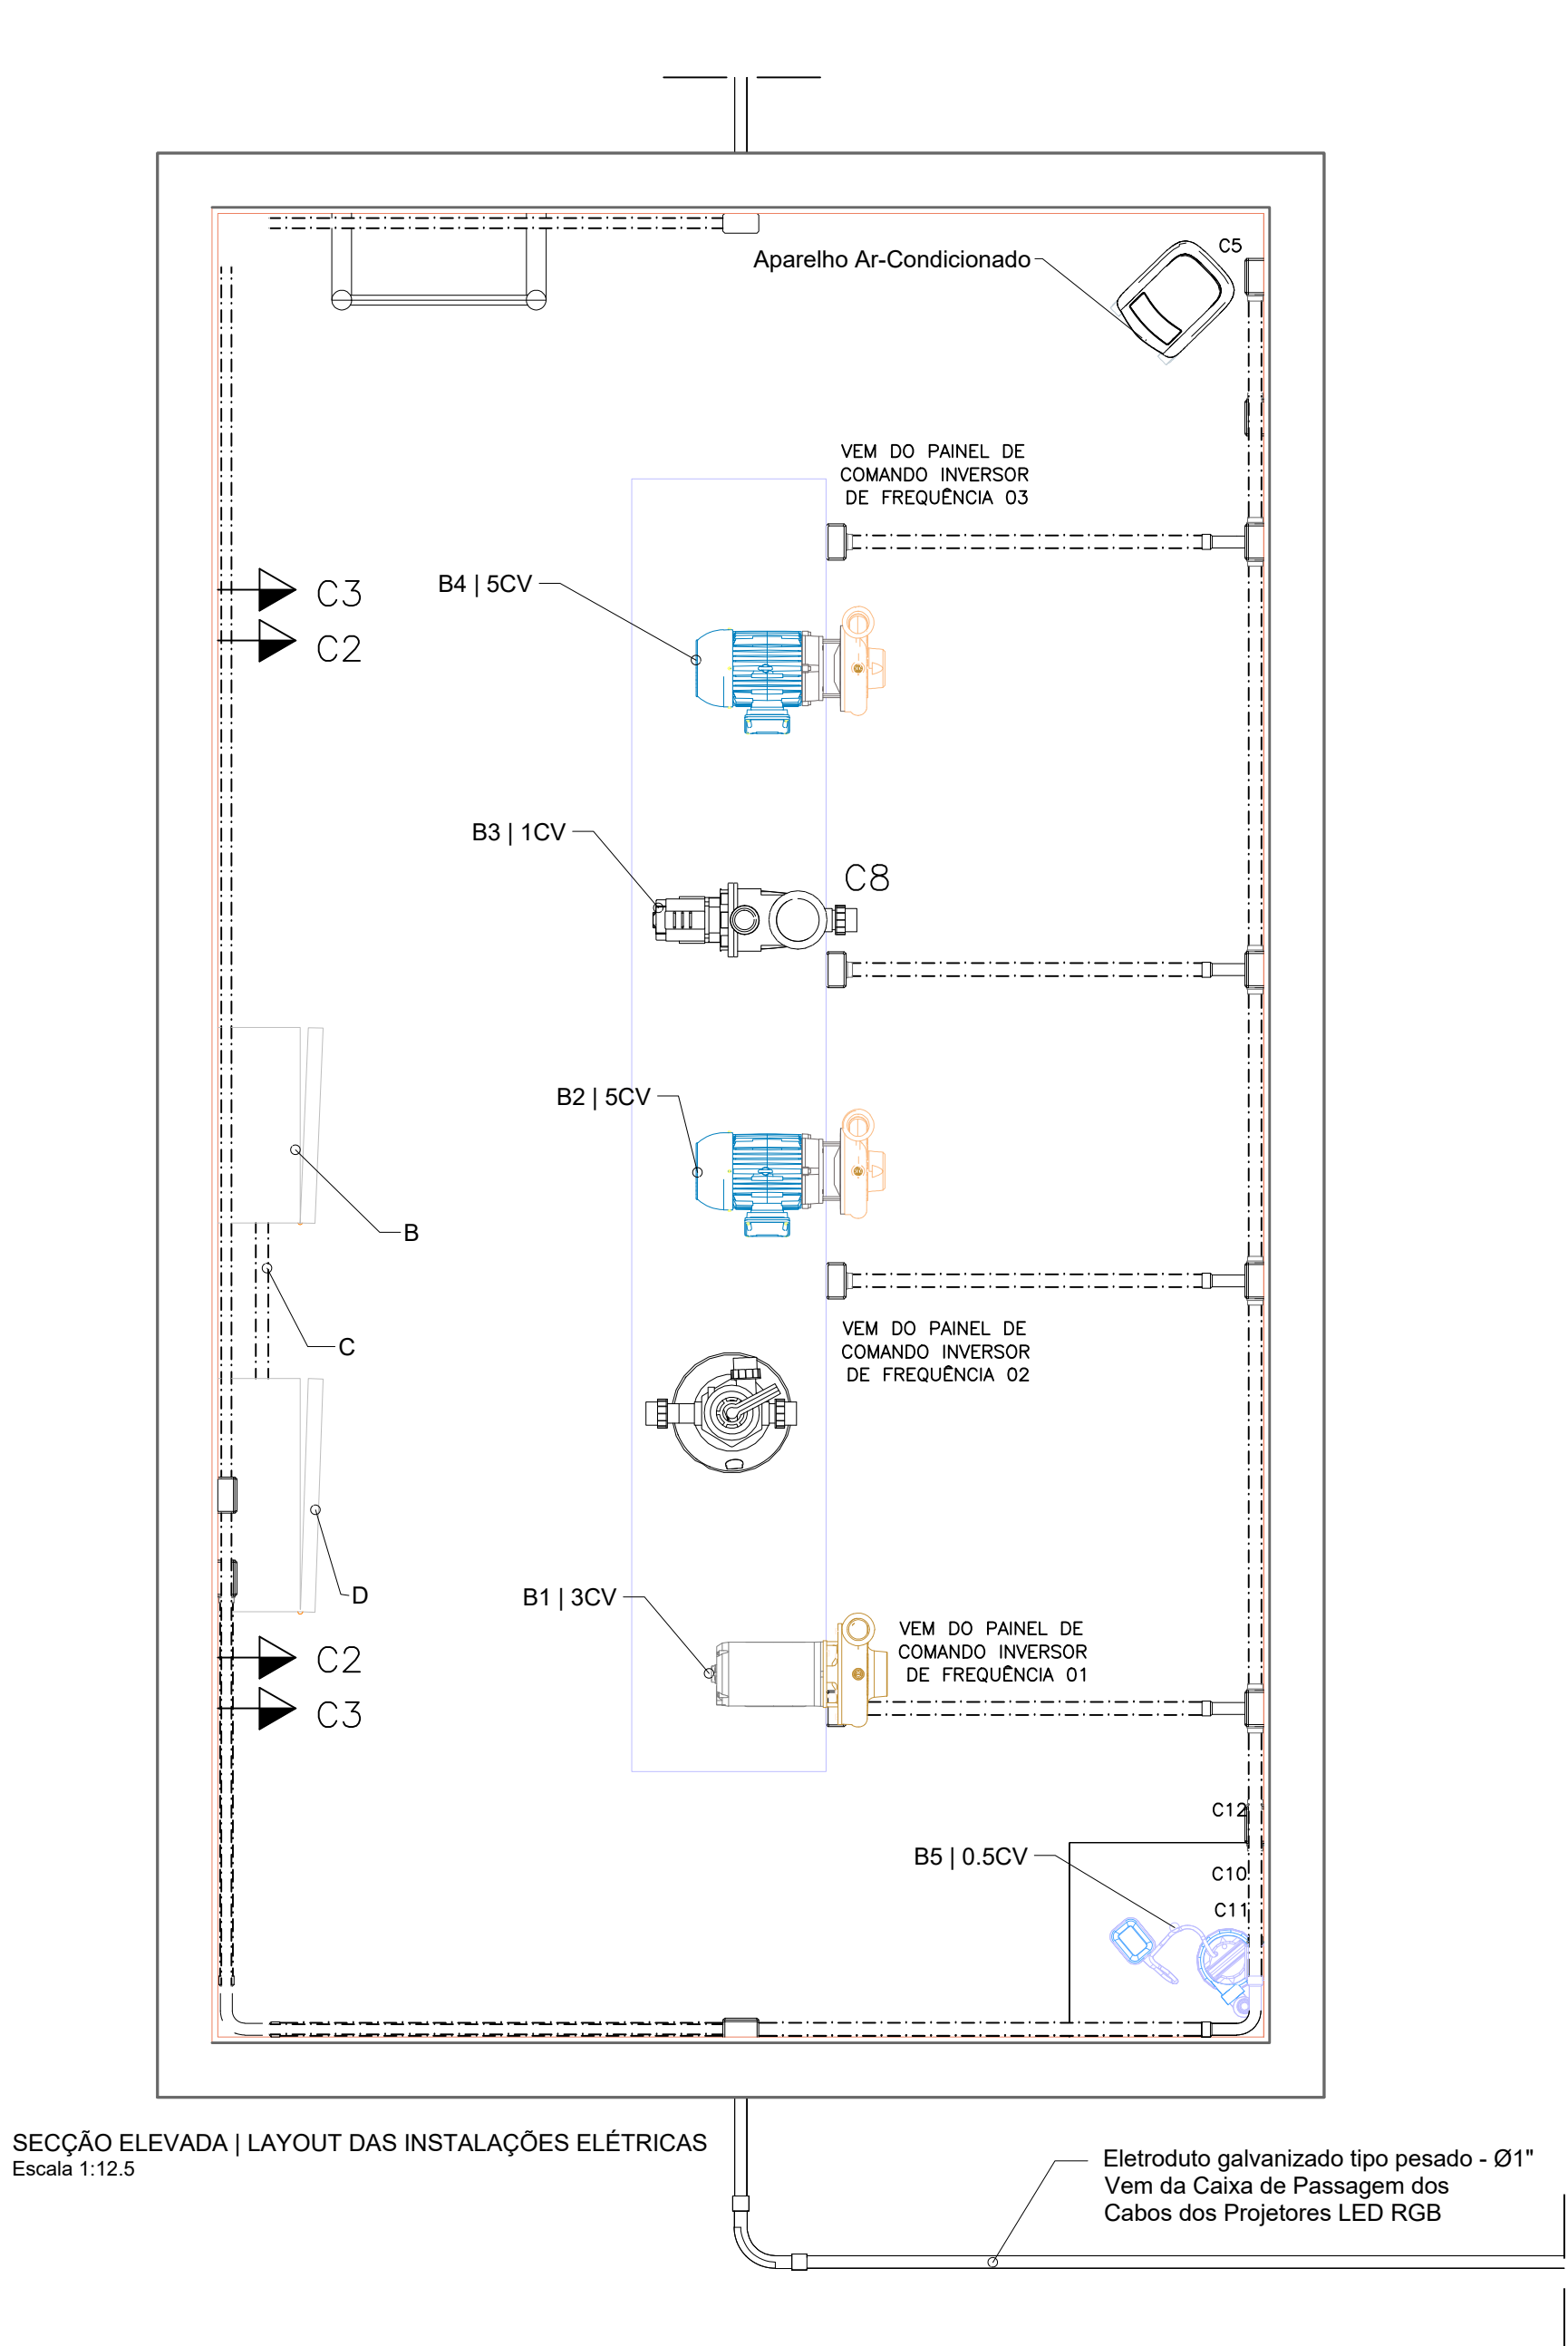 C5
Aparelho Ar-Condicionado
VEM DO PAINEL DE
COMANDO INVERSOR
DE FREQUÊNCIA 03
B4 | 5CV
C3
C2
B3 | 1CV
C8
B2 | 5CV
B
C
VEM DO PAINEL DE
COMANDO INVERSOR
DE FREQUÊNCIA 02
D
B1 | 3CV
VEM DO PAINEL DE
COMANDO INVERSOR
DE FREQUÊNCIA 01
C2
C3
C12
B5 | 0.5CV
C10
C11
SECÇÃO ELEVADA | LAYOUT DAS INSTALAÇÕES ELÉTRICAS
Escala 1:12.5
Eletroduto galvanizado tipo pesado - Ø1"
Vem da Caixa de Passagem dos
Cabos dos Projetores LED RGB